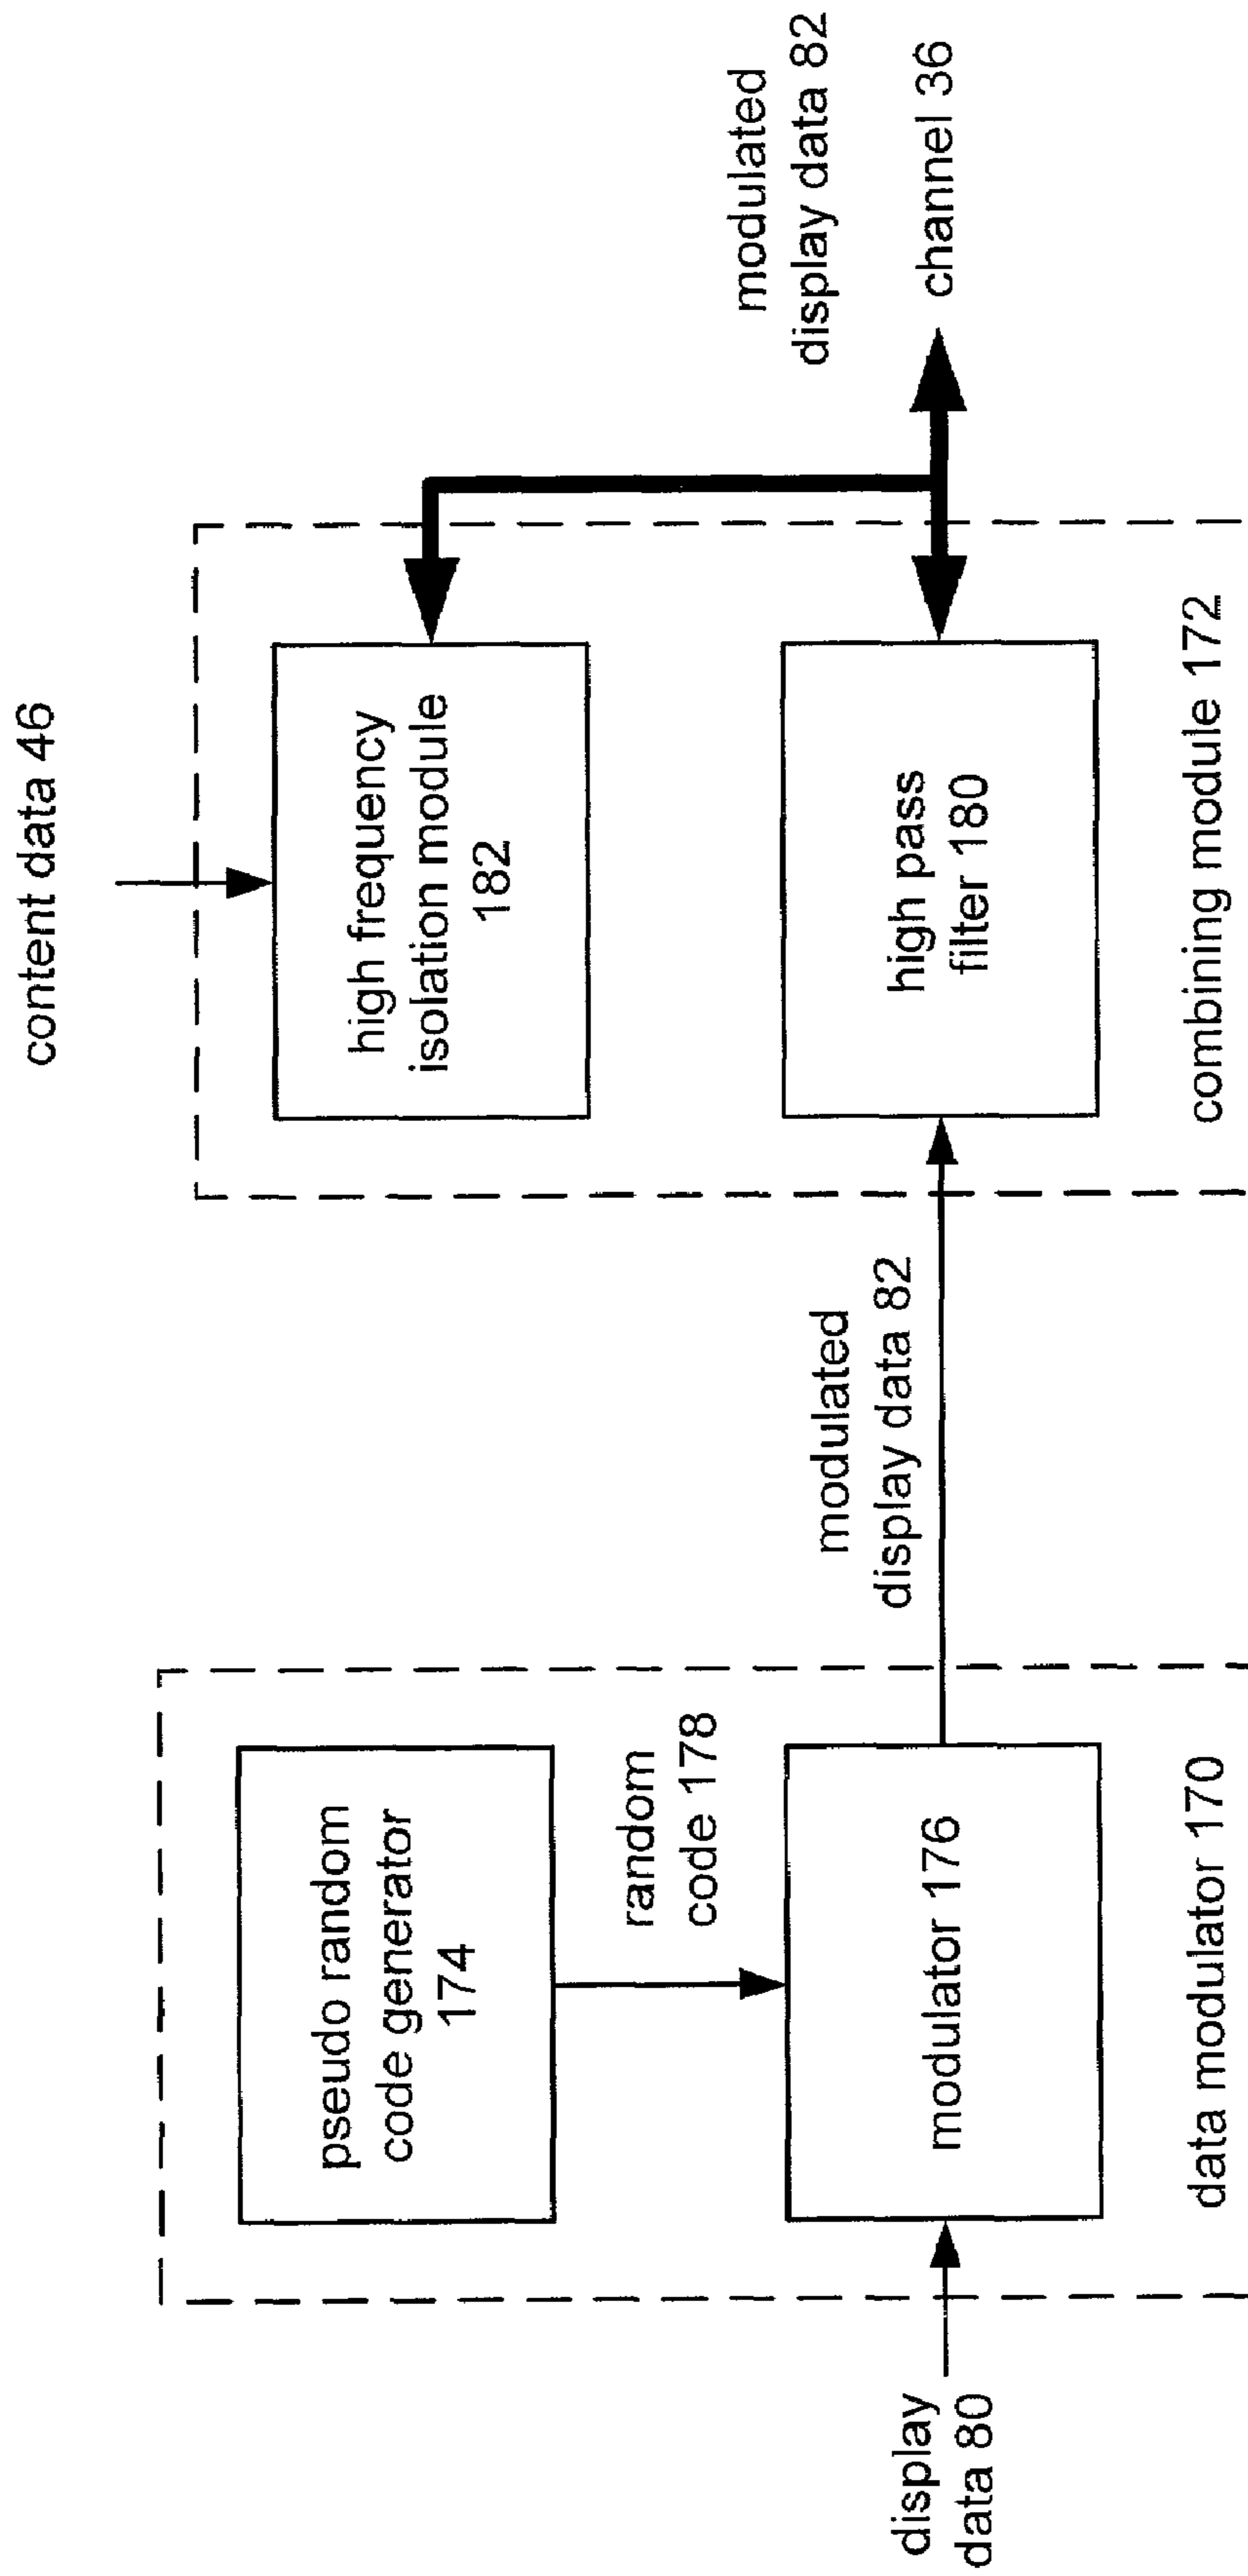 content data 46
high frequency
isolation module
182
high pass
filter 180
combining module 172
modulated
display data 82
channel 36
modulated
display data 82
pseudo random
code generator
174
random
code 178
modulator 176
data modulator 170
display
data 80